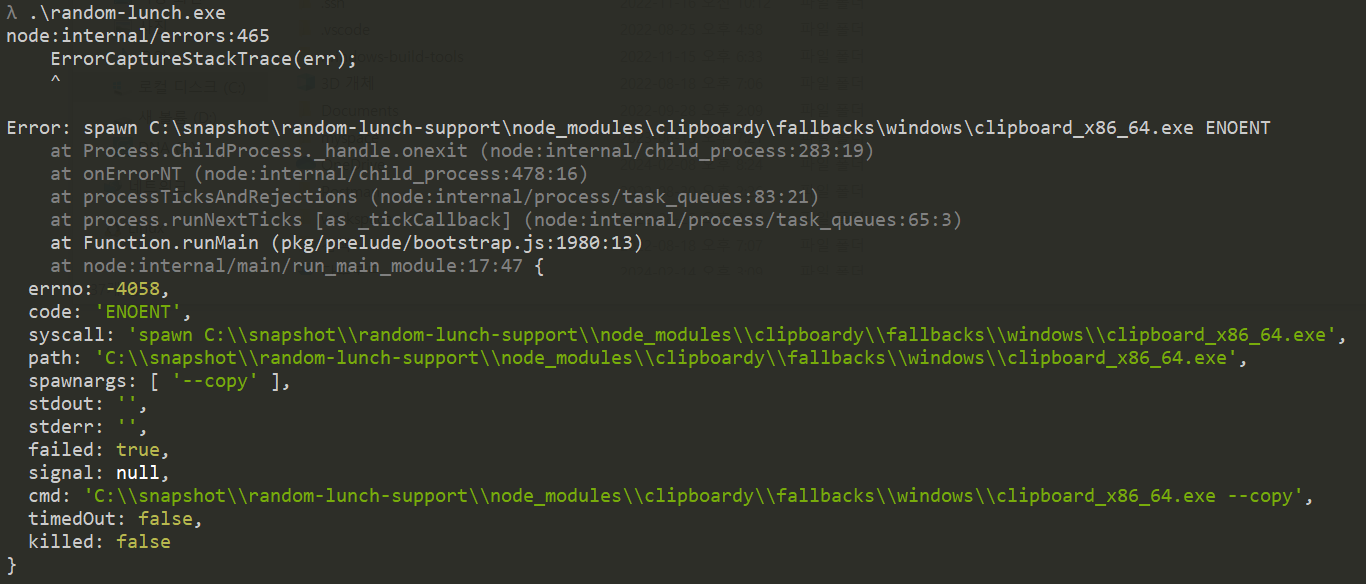 λ .\random-lunch.exe
node:internal/errors:465
    ErrorCaptureStackTrace(err);
    ^
Error: spawn C:\snapshot\random-lunch-support\node_modules\clipboardy\fallbacks\windows\clipboard_x86_64.exe ENOENT
    at Process.ChildProcess._handle.onexit (node:internal/child_process:283:19)
    at onErrorNT (node:internal/child_process:478:16)
    at processTicksAndRejections (node:internal/process/task_queues:83:21)
    at process.runNextTicks [as _tickCallback] (node:internal/process/task_queues:65:3)
    at Function.runMain (pkg/prelude/bootstrap.js:1980:13)
    at node:internal/main/run_main_module:17:47 {
  errno: -4058,
  code: 'ENOENT',
  syscall: 'spawn C:\\snapshot\\random-lunch-support\\node_modules\\clipboardy\\fallbacks\\windows\\clipboard_x86_64.exe',
  path: 'C:\\snapshot\\random-lunch-support\\node_modules\\clipboardy\\fallbacks\\windows\\clipboard_x86_64.exe',
  spawnargs: [ '--copy' ],
  stdout: '',
  stderr: '',
  failed: true,
  signal: null,
  cmd: 'C:\\snapshot\\random-lunch-support\\node_modules\\clipboardy\\fallbacks\\windows\\clipboard_x86_64.exe --copy',
  timedOut: false,
  killed: false
}